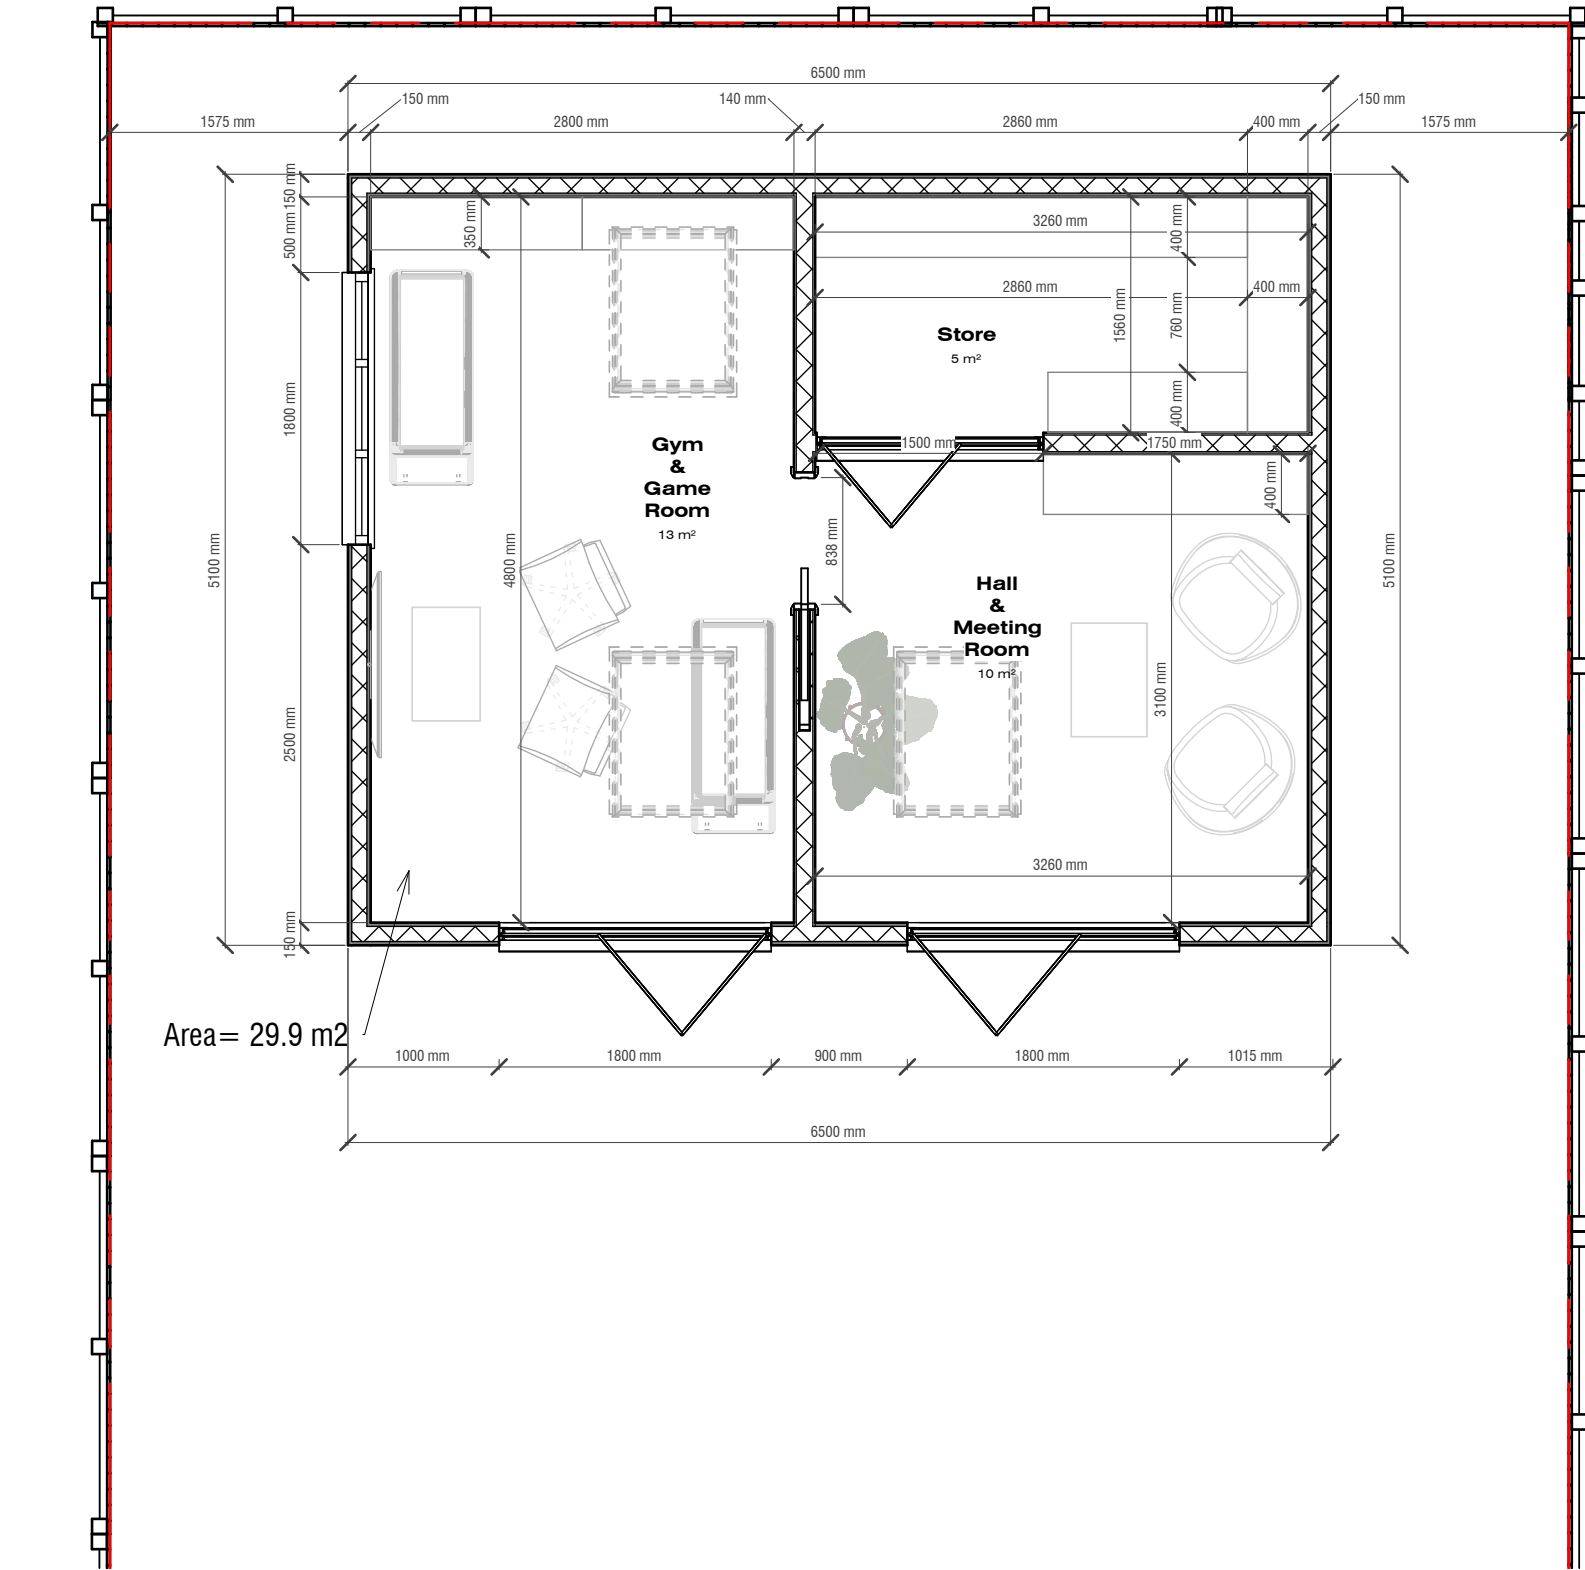 6500 mm
150 mm
140 mm
150 mm
1575 mm
2800 mm
2860 mm
400 mm
1575 mm
150 mm
500 mm
350 mm
3260 mm
400 mm
2860 mm
400 mm
1560 mm
760 mm
Store
5 m²
1800 mm
400 mm
1500 mm
1750 mm
Gym
&
Game
Room
13 m²
400 mm
838 mm
5100 mm
4800 mm
5100 mm
Hall
&
Meeting
Room
10 m²
3100 mm
2500 mm
3260 mm
150 mm
Area= 29.9 m2
1000 mm
1800 mm
900 mm
1800 mm
1015 mm
6500 mm